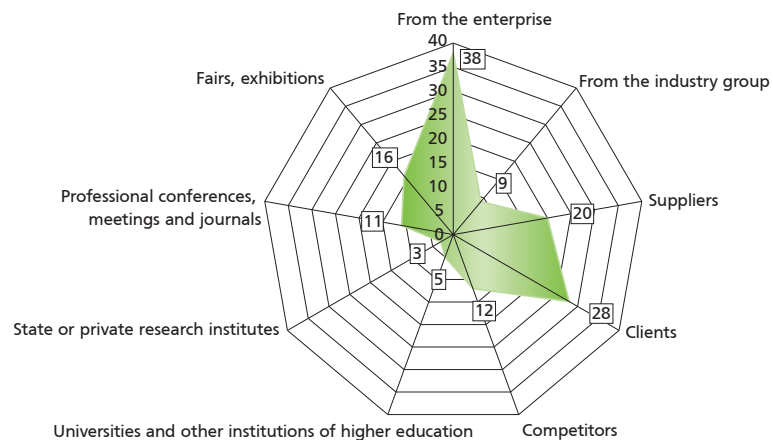 From the enterprise
40
38
35
Fairs, exhibitions
From the industry group
30
25
20
16
15
9
10
Professional conferences,
meetings and journals
11
5
20
Suppliers
0
3
5
State or private research institutes
12
28
Clients
Universities and other institutions of higher education
Competitors